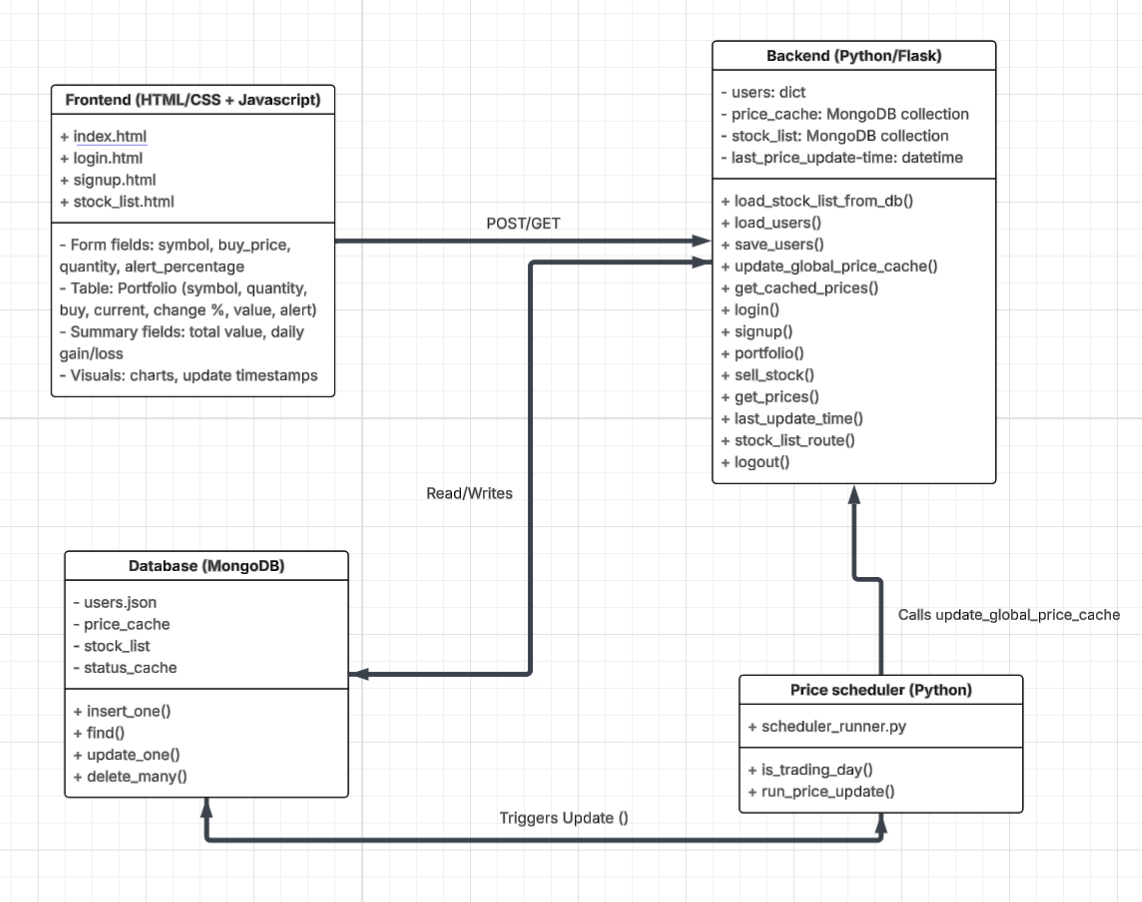 Frontend (HTML/CSS + Javascript)
+ index.html
+ login.html
+ signup.html
+ stock_list.html
- Form fields: symbol, buy_price,
quantity, alert_percentage
- Table: Portfolio (symbol, quantity,
buy, current, change %, value, alert)
- Summary fields: total value, daily
gain/loss
- Visuals: charts, update timestamps
POST/GET
Backend (Python/Flask)
- users: dict
- price_cache: MongoDB collection
- stock_list: MongoDB collection
- last_price_update-time: datetime
+ load_stock_list_from_db()
+ load_users()
+ save_users()
+ update_global_price_cache()
+ get_cached_prices()
+ login()
+ signup()
+ portfolio()
+ sell_stock()
+ get_prices()
+ last_update_time()
+ stock_list_route()
+ logout()
Read/Writes
Database (MongoDB)
- users.json
- price_cache
- stock_list
- status_cache
+ insert_one()
+ find()
+ update_one()
+ delete_many()
Calls update_global_price_cache
Price scheduler (Python)
+ scheduler_runner.py
+ is_trading_day()
+ run_price_update()
Triggers Update ()